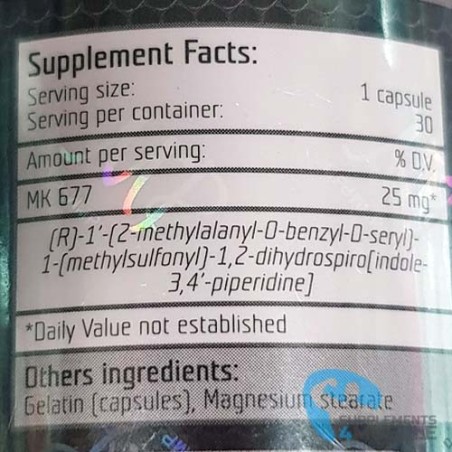 Supplement Facts:
Serving size: 1 capsule
Serving per container: 30
Amount per serving: % D.V.
MK 677 25 mg*
(R)-1'-(2-methylalanyl-O-benzyl-D-seryl)-
1-(methylsulfonyl)-1,2-dihydrospiro[indole-
3,4'-piperidine]
*Daily Value not established
Others ingredients:
Gelatin (capsules), Magnesium stearate
SUPPLEMENTS